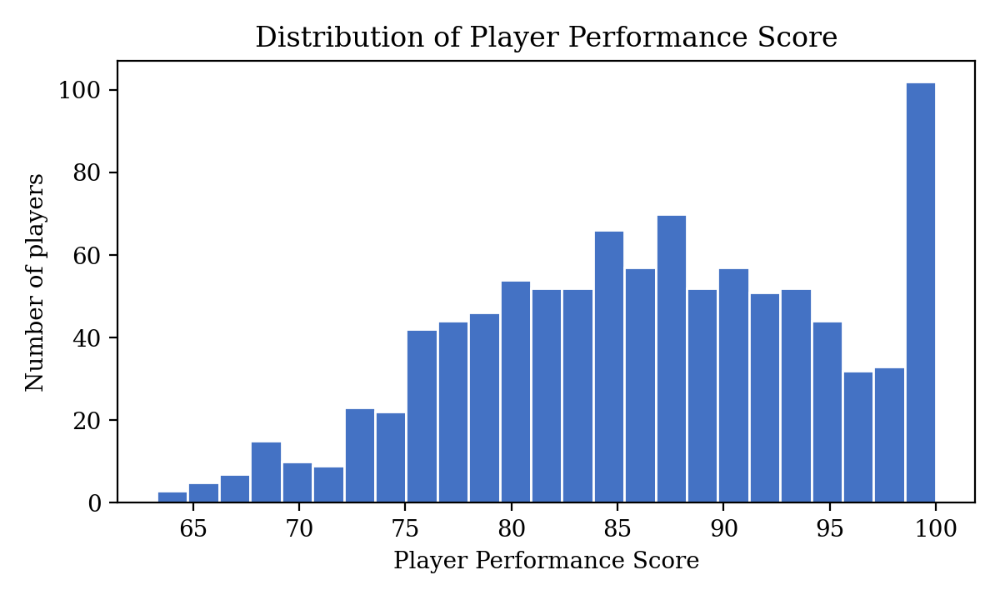 Distribution of Player Performance Score
Number of players
100
80
60
40
20
0
65 70 75 80 85 90 95 100
Player Performance Score